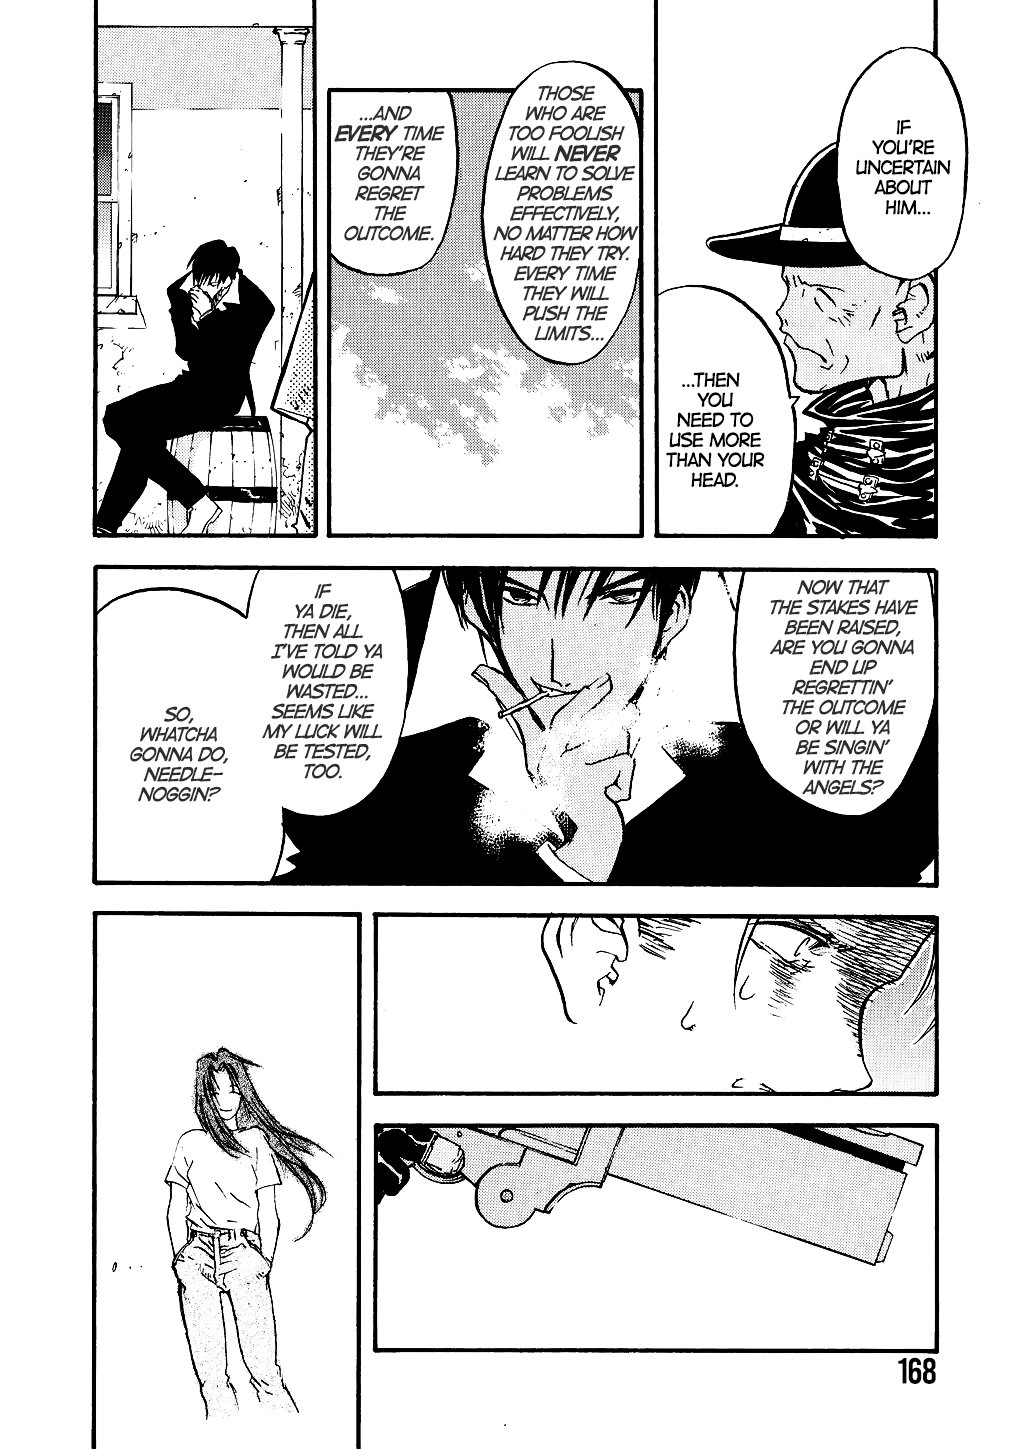 IF
YOU'RE
UNCERTAIN
ABOUT
HIM...
...THEN
YOU
NEED TO
USE MORE
THAN YOUR
HEAD.
THOSE
WHO ARE
TOO FOOLISH
WILL NEVER
LEARN TO SOLVE
PROBLEMS
EFFECTIVELY,
NO MATTER HOW
HARD THEY TRY.
EVERY TIME
THEY WILL
PUSH THE
LIMITS...
...AND
EVERY TIME
THEY'RE
GONNA
REGRET
THE
OUTCOME.
NOW THAT
THE STAKES HAVE
BEEN RAISED,
ARE YOU GONNA
END UP
REGRETTIN'
THE OUTCOME
OR WILL YA
BE SINGIN'
WITH THE
ANGELS?
IF
YA DIE,
THEN ALL
I'VE TOLD YA
WOULD BE
WASTED...
SEEMS LIKE
MY LUCK WILL
BE TESTED,
TOO.
SO,
WHATCHA
GONNA DO,
NEEDLE-
NOGGIN?
168